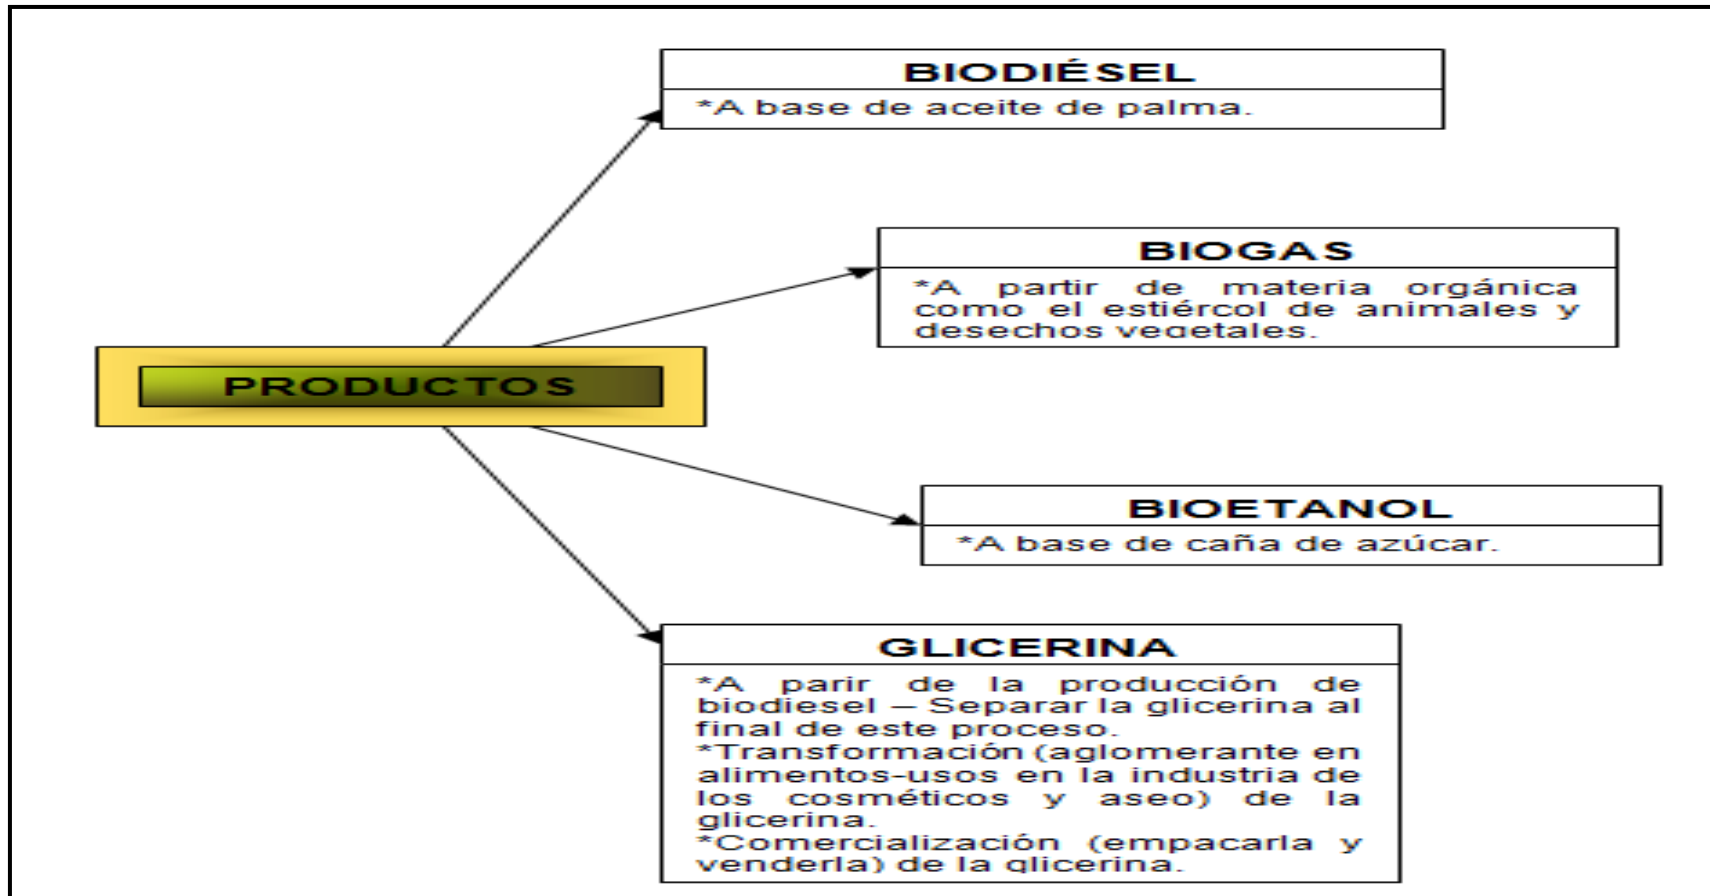 BIODIÉSEL
*A base de aceite de palma.
BIOGAS
*A partir de materia orgánica
como el estiércol de animales y
desechos vegetales.
PRODUCTOS
BIOETANOL
*A base de caña de azúcar.
GLICERINA
*A parir de la producción de
biodiesel – Separar la glicerina al
final de este proceso.
*Transformación (aglomerante en
alimentos-usos en la industria de
los cosméticos y aseo) de la
glicerina.
*Comercialización (empacarla y
venderla) de la glicerina.